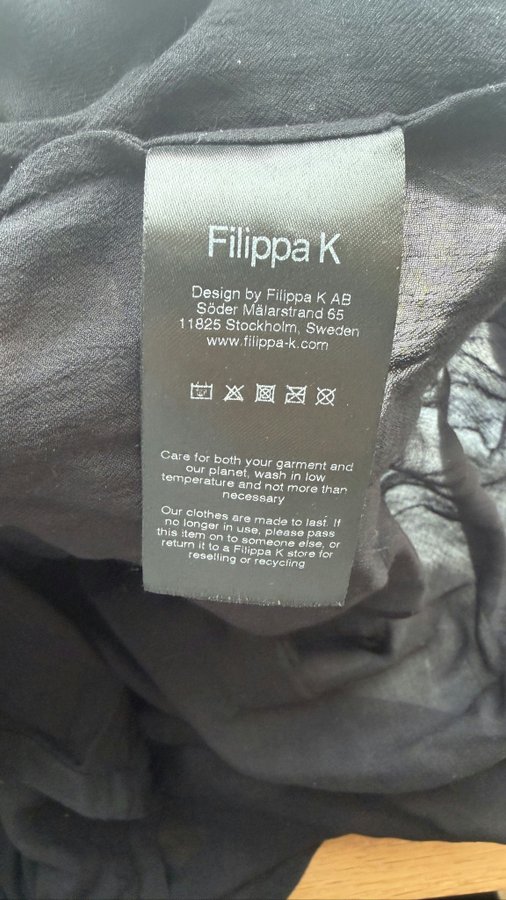 Filippa K
Design by Filippa K AB
Söder Mälarstrand 65
11825 Stockholm, Sweden
www.filippa-k.com
Care for both your garment and
our planet, wash in low
temperature and not more than
necessary
Our clothes are made to last. If
no longer in use, please pass
this item on to someone else, or
return it to a Filippa K store for
reselling or recycling